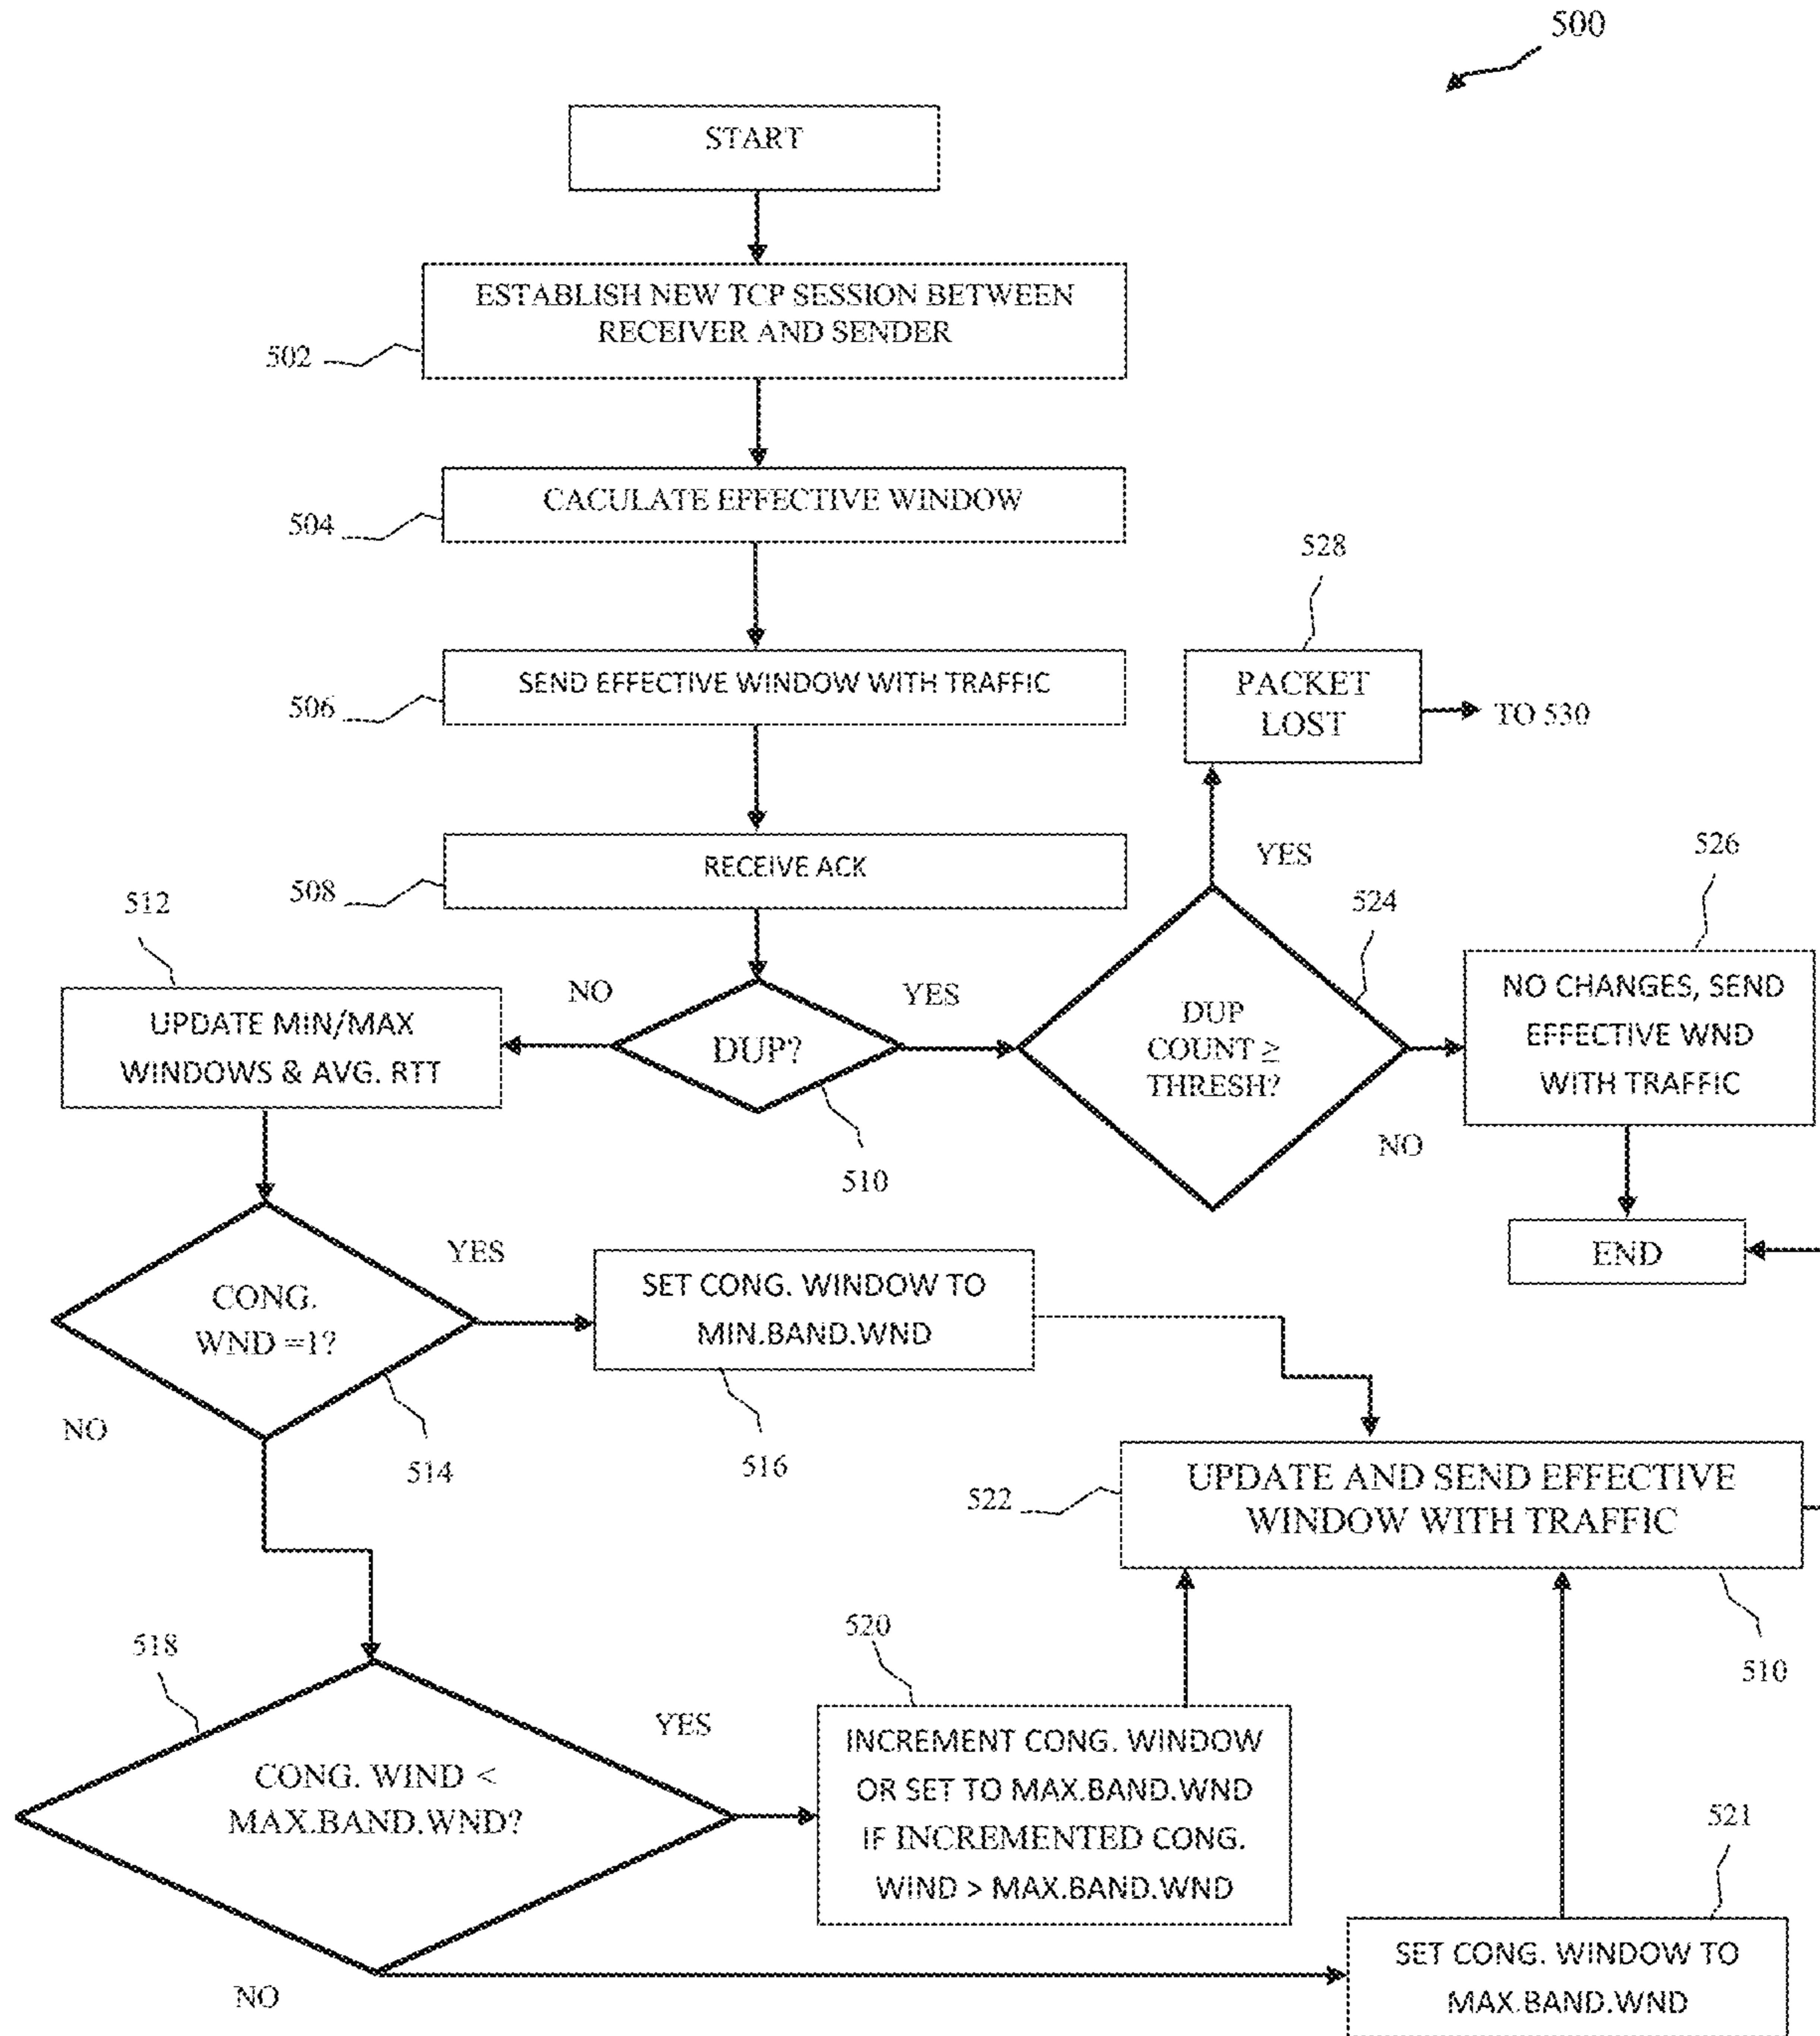 500
START
ESTABLISH NEW TCP SESSION BETWEEN
RECEIVER AND SENDER
502
CACULATE EFFECTIVE WINDOW
504
528
SEND EFFECTIVE WINDOW WITH TRAFFIC
506
PACKET
LOST
TO 530
RECEIVE ACK
508
YES
526
524
512
NO
YES
UPDATE MIN/MAX
WINDOWS & AVG. RTT
DUP?
510
DUP
COUNT ≥
THRESH?
NO
NO CHANGES, SEND
EFFECTIVE WND
WITH TRAFFIC
END
YES
CONG.
WND =1?
514
NO
SET CONG. WINDOW TO
MIN.BAND.WND
516
522
UPDATE AND SEND EFFECTIVE
WINDOW WITH TRAFFIC
510
518
CONG. WIND <
MAX.BAND.WND?
YES
NO
520
INCREMENT CONG. WINDOW
OR SET TO MAX.BAND.WND
IF INCREMENTED CONG.
WIND > MAX.BAND.WND
521
SET CONG. WINDOW TO
MAX.BAND.WND